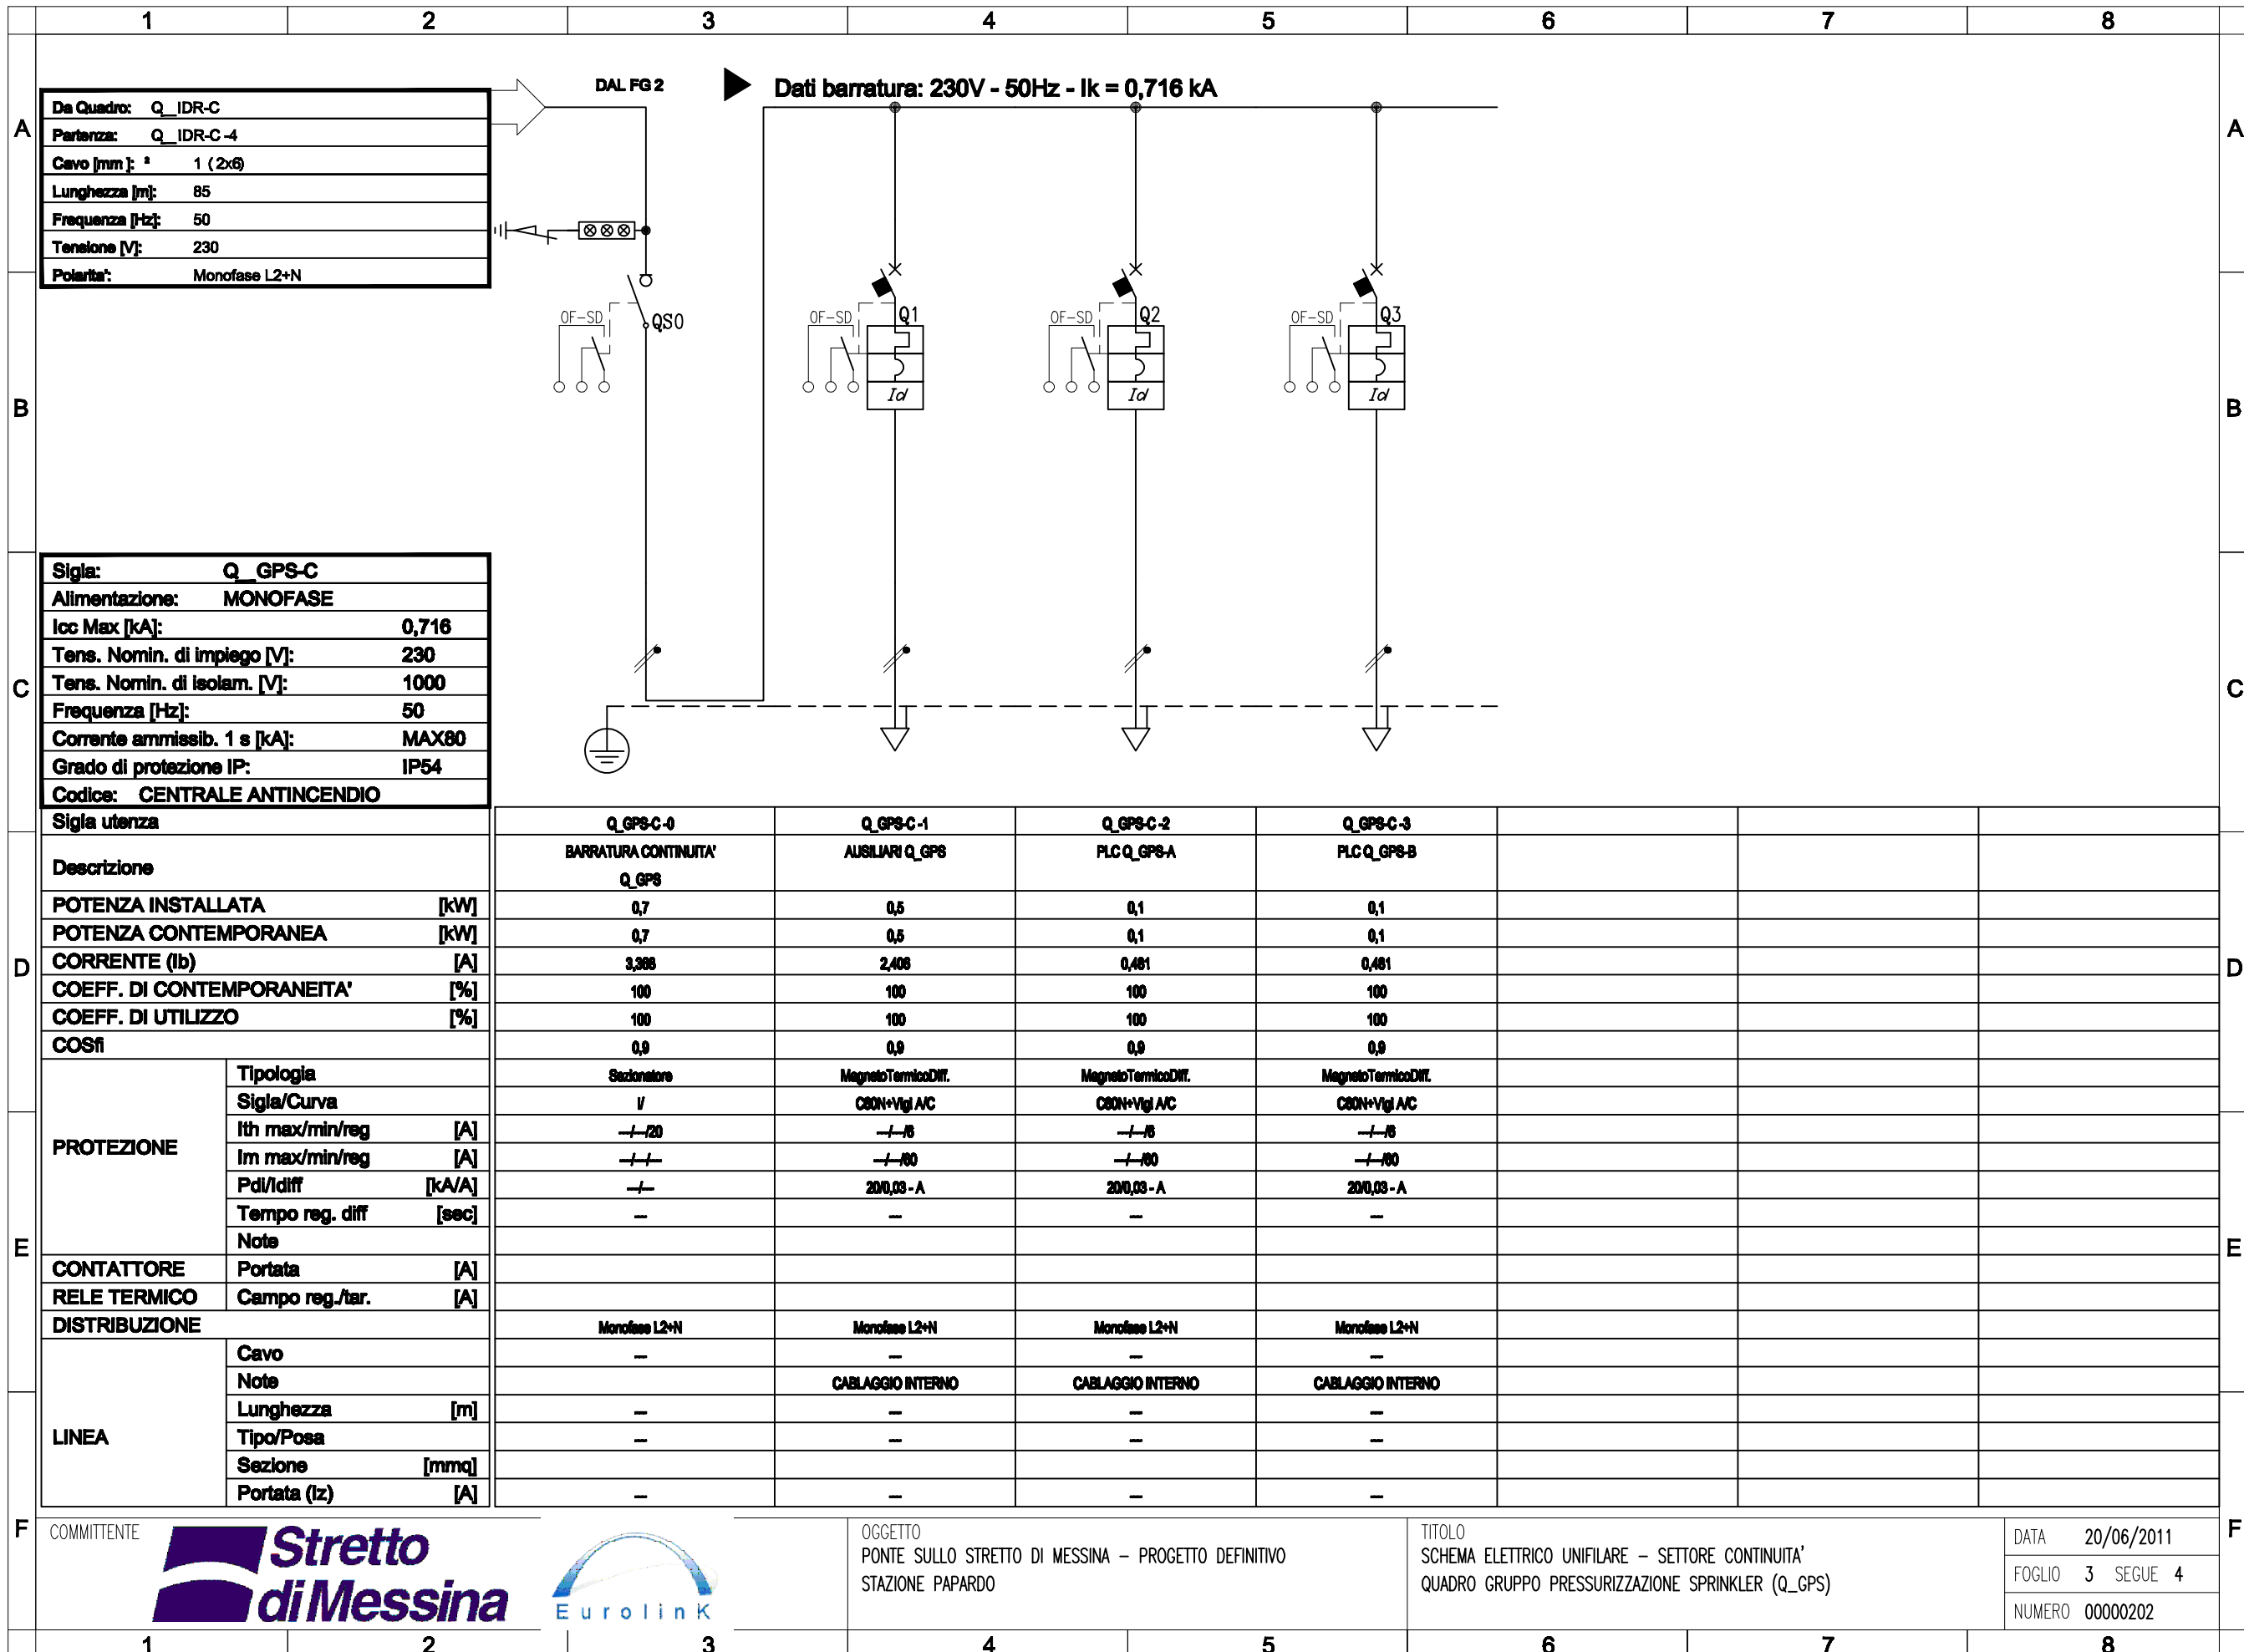 1 2 3 4 5 6 7 8
DAL FG 2
Dati barratura: 230V - 50Hz - Ik = 0,716 kA
Da Quadro: Q__IDR-C
Partenza: Q__IDR-C -4
Cavo [mm ]: ² 1 ( 2x6)
Lunghezza [m]: 85
Frequenza [Hz]: 50
Tensione [V]: 230
Polarita': Monofase L2+N
A A
OF-SD QS0 OF-SD Q1 OF-SD Q2 OF-SD Q3
Id Id Id
B B
Sigla: Q__GPS-C
Alimentazione: MONOFASE
Icc Max [kA]: 0,716
Tens. Nomin. di impiego [V]: 230
Tens. Nomin. di isolam. [V]: 1000
Frequenza [Hz]: 50
Corrente ammissib. 1 s [kA]: MAX80
Grado di protezione IP: IP54
Codice: CENTRALE ANTINCENDIO
C C
Sigla utenza Q_GPS-C -0 Q_GPS-C -1 Q_GPS-C -2 Q_GPS-C -3
Descrizione BARRATURA CONTINUITA' AUSILIARI Q_GPS PLC Q_GPS-A PLC Q_GPS-B
Q_GPS
POTENZA INSTALLATA [kW] 0,7 0,5 0,1 0,1
POTENZA CONTEMPORANEA [kW] 0,7 0,5 0,1 0,1
D CORRENTE (Ib) [A] 3,368 2,406 0,481 0,481 D
COEFF. DI CONTEMPORANEITA' [%] 100 100 100 100
COEFF. DI UTILIZZO [%] 100 100 100 100
COSfi 0,9 0,9 0,9 0,9
PROTEZIONE
Tipologia Sezionatore MagnetoTermicoDiff. MagnetoTermicoDiff. MagnetoTermicoDiff.
Sigla/Curva I/ C60N+Vigi A/C C60N+Vigi A/C C60N+Vigi A/C
Ith max/min/reg [A] ---/---/20 ---/---/6 ---/---/6 ---/---/6
Im max/min/reg [A] ---/---/--- ---/---/60 ---/---/60 ---/---/60
Pdi/Idiff [kA/A] ---/--- 20/0,03 - A 20/0,03 - A 20/0,03 - A
Tempo reg. diff [sec] --- --- --- ---
Note
E E
CONTATTORE Portata [A]
RELE TERMICO Campo reg./tar. [A]
DISTRIBUZIONE Monofase L2+N Monofase L2+N Monofase L2+N Monofase L2+N
LINEA
Cavo --- --- --- ---
Note CABLAGGIO INTERNO CABLAGGIO INTERNO CABLAGGIO INTERNO
Lunghezza [m] --- --- --- ---
Tipo/Posa --- --- --- ---
Sezione [mmq]
Portata (Iz) [A] --- --- --- ---
F F
COMMITTENTE
Stretto
di Messina
EurolinK
OGGETTO
PONTE SULLO STRETTO DI MESSINA – PROGETTO DEFINITIVO
STAZIONE PAPARDO
TITOLO
SCHEMA ELETTRICO UNIFILARE – SETTORE CONTINUITA'
QUADRO GRUPPO PRESSURIZZAZIONE SPRINKLER (Q_GPS)
DATA 20/06/2011
FOGLIO 3 SEGUE 4
NUMERO 00000202
1 2 3 4 5 6 7 8